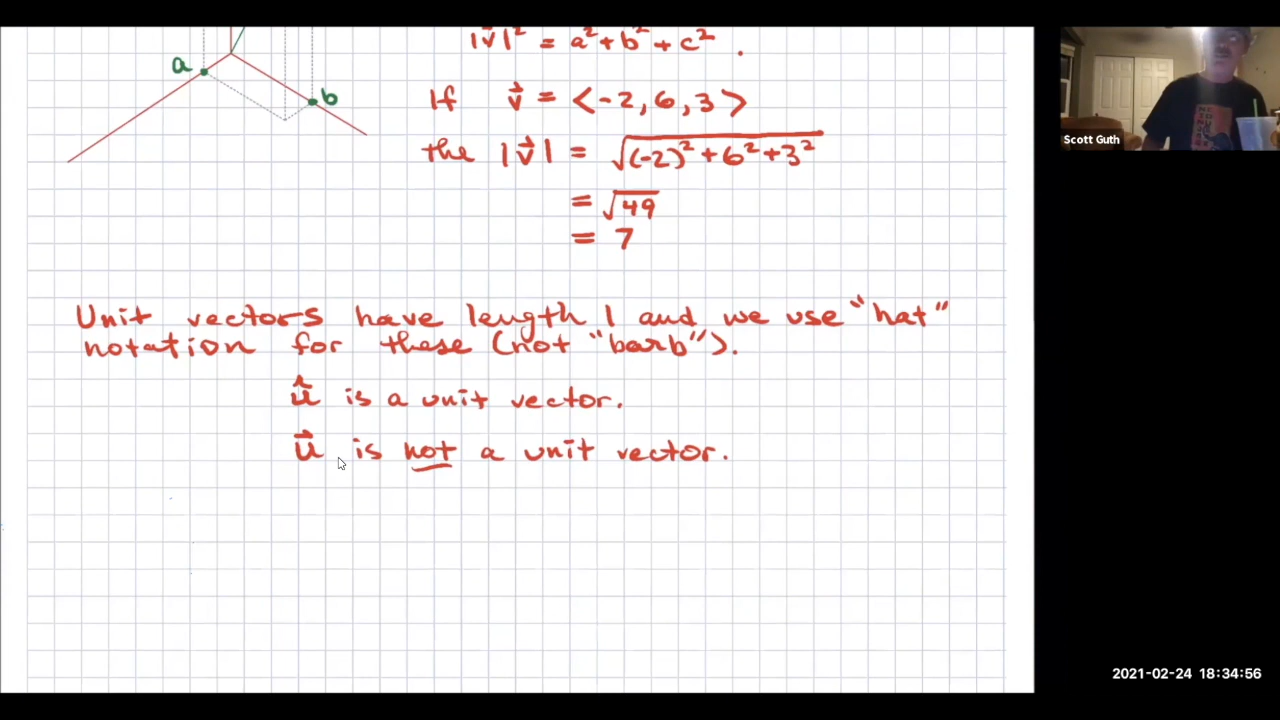 |v⃗|² = a² + b² + c².
a
b
If v⃗ = <-2, 6, 3>
the |v⃗| = √(-2)² + 6² + 3²
= √49
= 7
Unit vectors have length 1 and we use "hat"
notation for these (not "barb").
û is a unit vector.
u⃗ is not a unit vector.
Scott Guth
2021-02-24 18:34:56